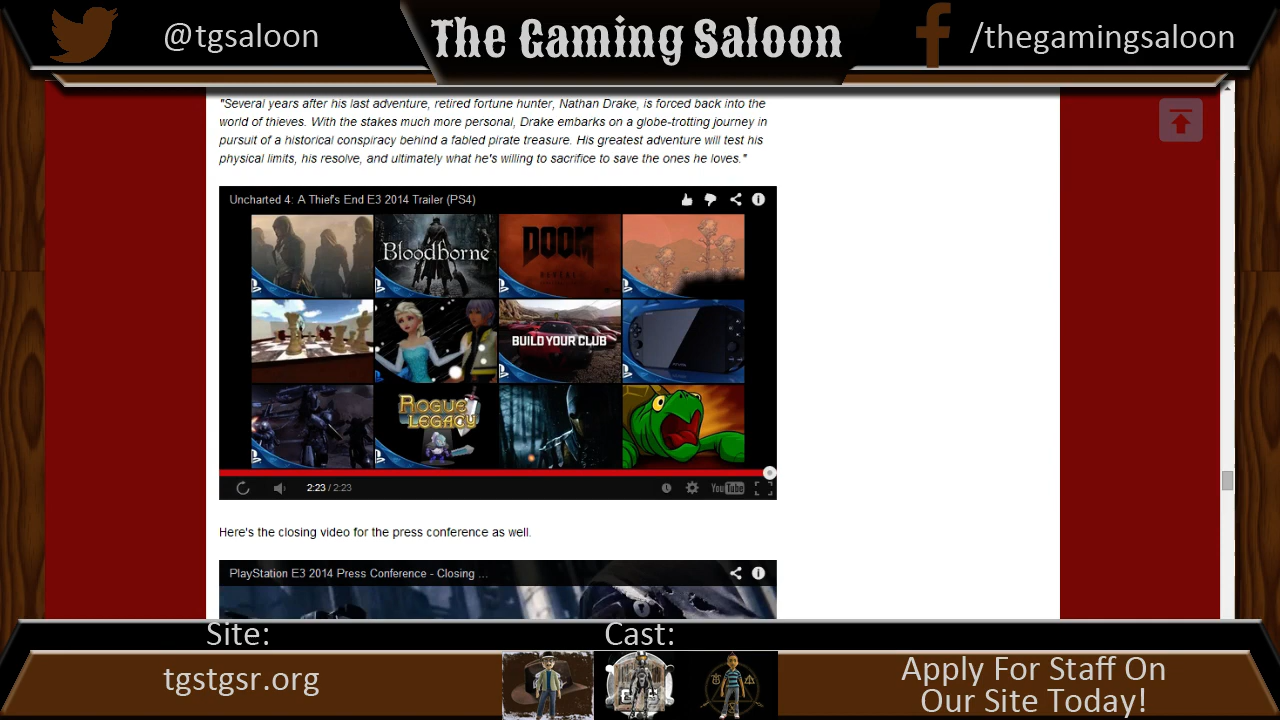 @tgsaloon
The Gaming Saloon
/thegamingsaloon
"Several years after his last adventure, retired fortune hunter, Nathan Drake, is forced back into the
world of thieves. With the stakes much more personal, Drake embarks on a globe-trotting journey in
pursuit of a historical conspiracy behind a fabled pirate treasure. His greatest adventure will test his
physical limits, his resolve, and ultimately what he's willing to sacrifice to save the ones he loves."
Uncharted 4: A Thief's End E3 2014 Trailer (PS4)
Bloodborne
DOOM
BUILD YOUR CLUB
ROGUE
LEGACY
2:23 / 2:23
YouTube
Here's the closing video for the press conference as well.
PlayStation E3 2014 Press Conference - Closing ...
Site:
Cast:
tgstgsr.org
Apply For Staff On
Our Site Today!